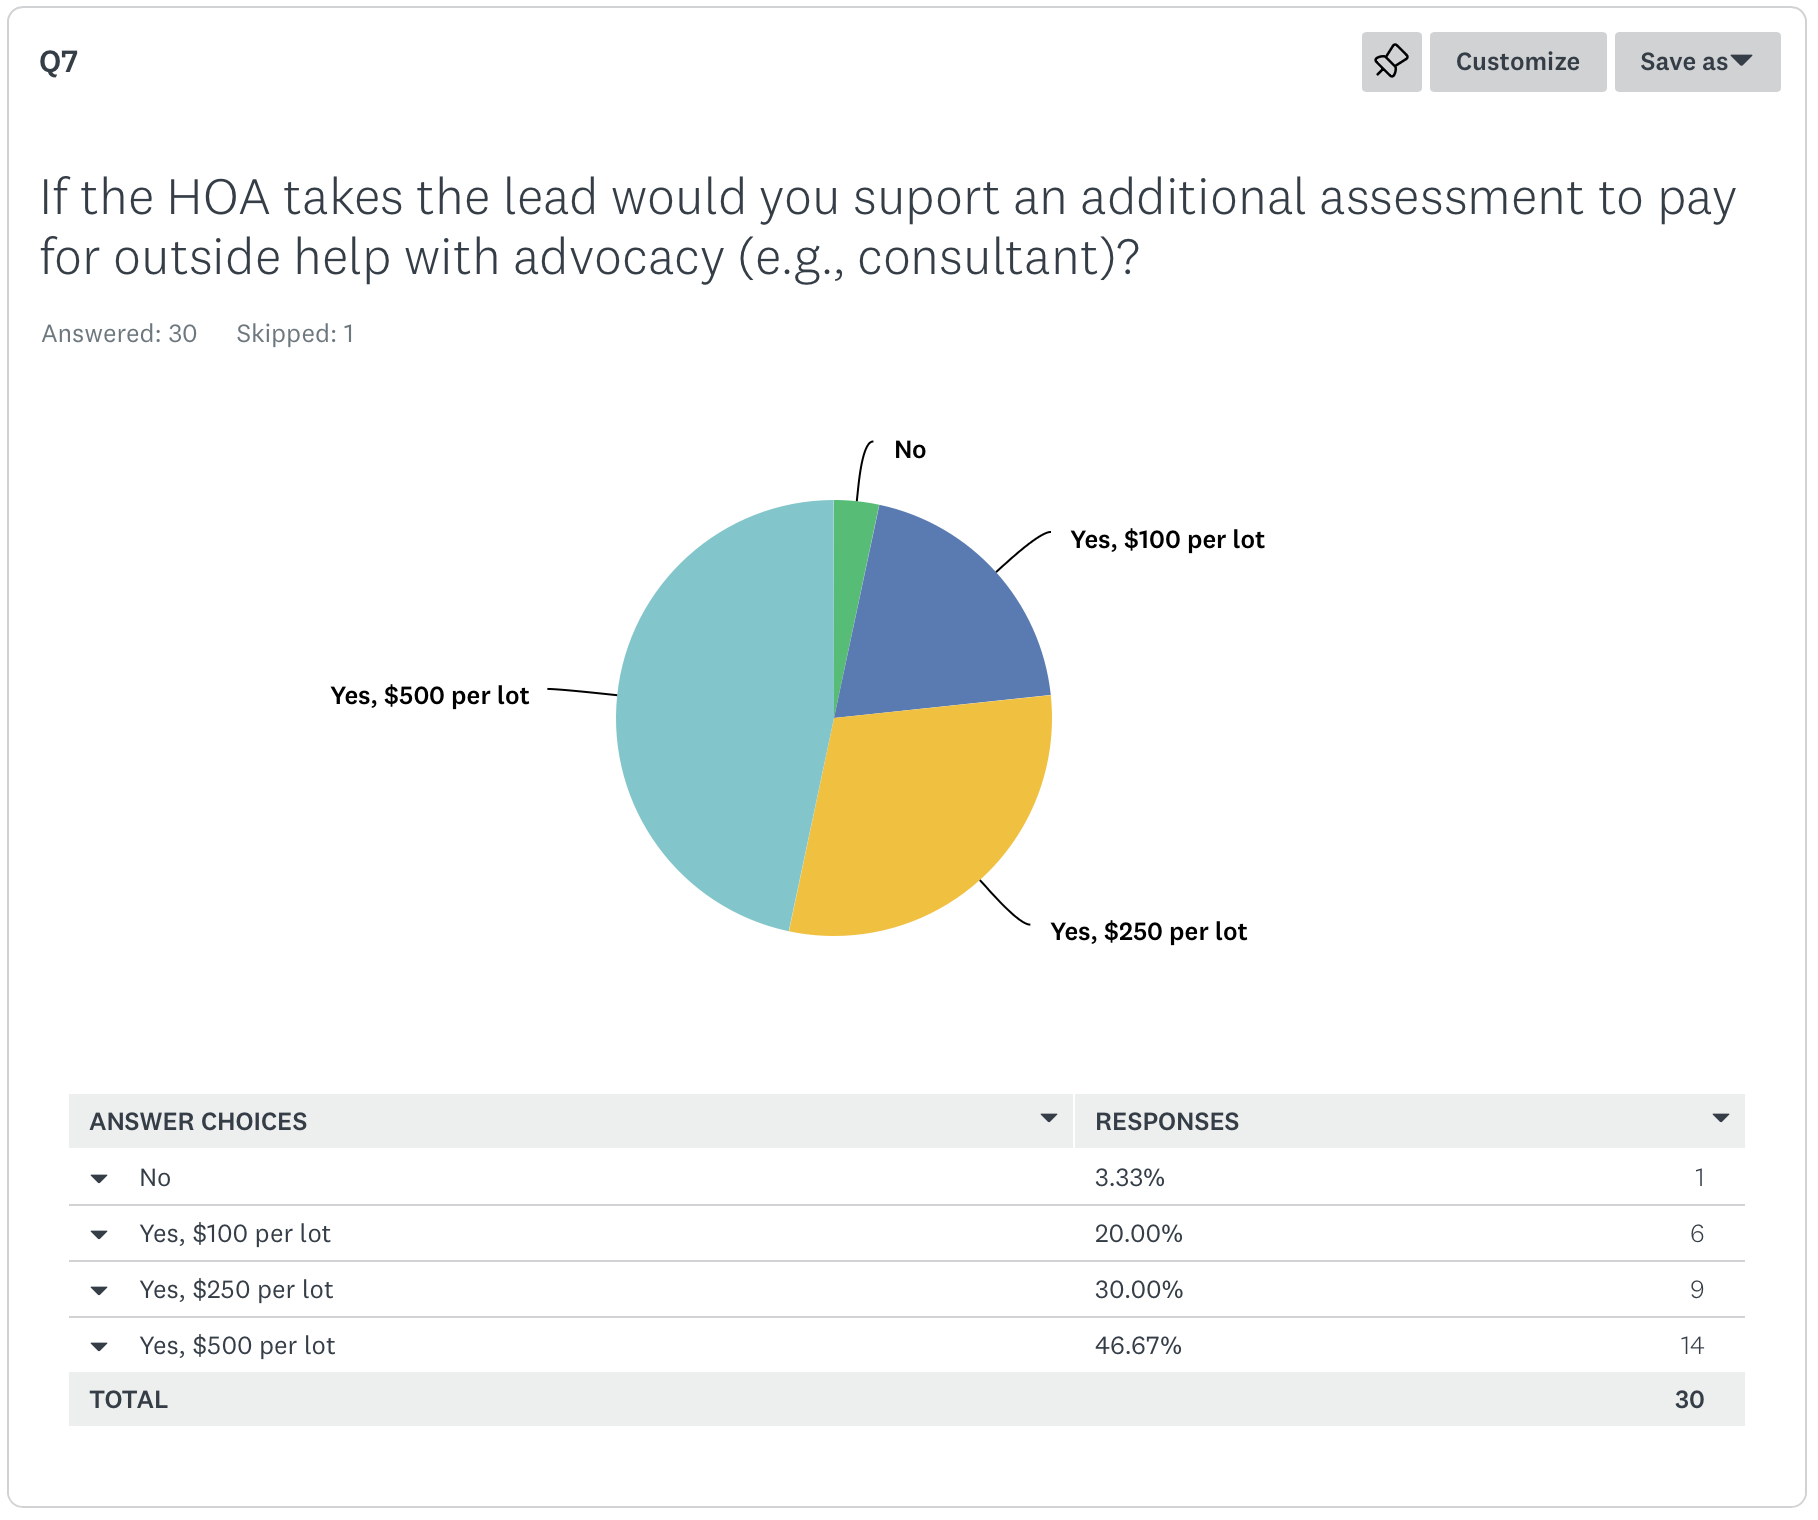 Q7
Customize
Save as
If the HOA takes the lead would you suport an additional assessment to pay
for outside help with advocacy (e.g., consultant)?
Answered: 30 Skipped: 1
No
Yes, $100 per lot
Yes, $500 per lot
Yes, $250 per lot
ANSWER CHOICES RESPONSES
No 3.33% 1
Yes, $100 per lot 20.00% 6
Yes, $250 per lot 30.00% 9
Yes, $500 per lot 46.67% 14
TOTAL 30